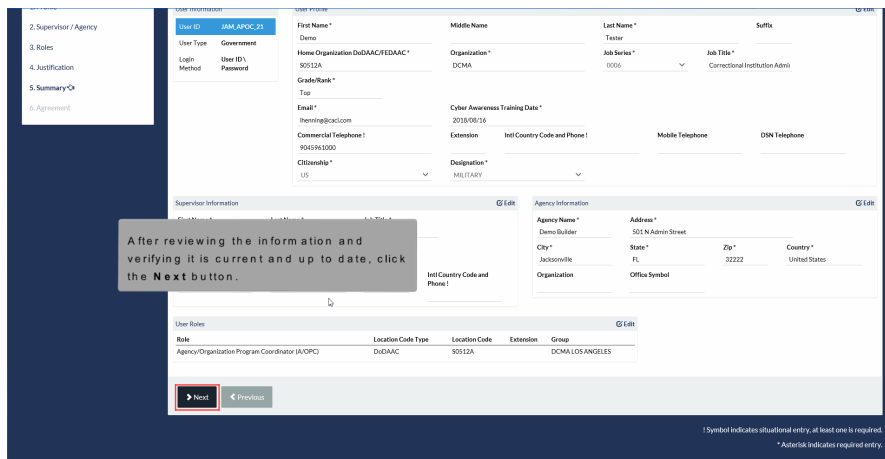 User Information
User Profile
Edit
1. Profile
2. Supervisor / Agency
3. Roles
4. Justification
5. Summary
6. Agreement
User ID JAM_APOC_21
User Type Government
Login Method User ID \ Password
First Name * Middle Name Last Name * Suffix
Demo Tester
Home Organization DoDAAC/FEDAAC * Organization * Job Series * Job Title *
S0512A DCMA 0006 Correctional Institution Admin
Grade/Rank *
Top
Email * Cyber Awareness Training Date *
lhenning@caci.com 2018/08/16
Commercial Telephone ! Extension Intl Country Code and Phone ! Mobile Telephone DSN Telephone
9045961000
Citizenship * Designation *
US MILITARY
Supervisor Information Edit
Agency Information Edit
After reviewing the information and
verifying it is current and up to date, click
the Next button.
Intl Country Code and
Phone !
Agency Name * Address *
Demo Builder 501 N Admin Street
City * State * Zip * Country *
Jacksonville FL 32222 United States
Organization Office Symbol
User Roles Edit
Role Location Code Type Location Code Extension Group
Agency/Organization Program Coordinator (A/OPC) DoDAAC S0512A DCMA LOS ANGELES
Next Previous
! Symbol indicates situational entry, at least one is required.
* Asterisk indicates required entry.